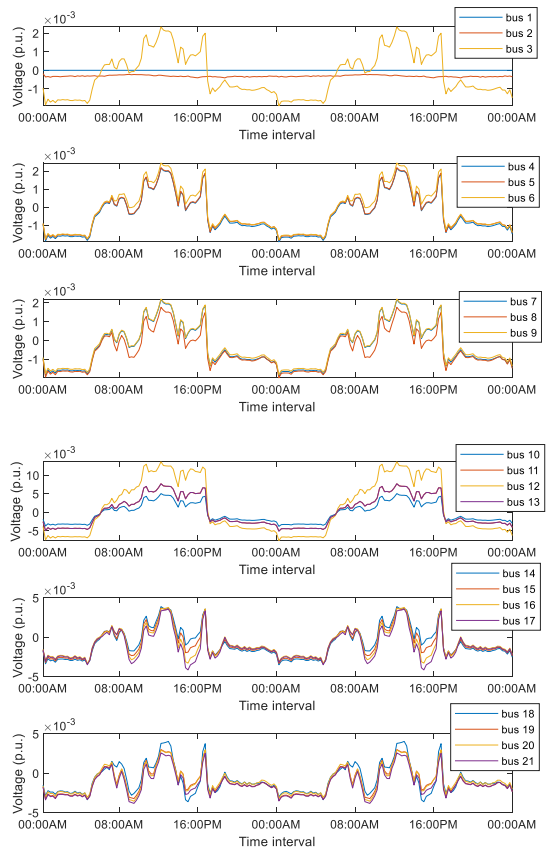 ×10-3
Voltage (p.u.)
2
1
0
-1
bus 1
bus 2
bus 3
00:00AM 08:00AM 16:00PM 00:00AM 08:00AM 16:00PM 00:00AM
Time interval
×10-3
Voltage (p.u.)
2
1
0
-1
bus 4
bus 5
bus 6
00:00AM 08:00AM 16:00PM 00:00AM 08:00AM 16:00PM 00:00AM
Time interval
×10-3
Voltage (p.u.)
2
1
0
-1
bus 7
bus 8
bus 9
00:00AM 08:00AM 16:00PM 00:00AM 08:00AM 16:00PM 00:00AM
Time interval
×10-3
Voltage (p.u.)
10
5
0
-5
bus 10
bus 11
bus 12
bus 13
00:00AM 08:00AM 16:00PM 00:00AM 08:00AM 16:00PM 00:00AM
Time interval
×10-3
Voltage (p.u.)
5
0
-5
bus 14
bus 15
bus 16
bus 17
00:00AM 08:00AM 16:00PM 00:00AM 08:00AM 16:00PM 00:00AM
Time interval
×10-3
Voltage (p.u.)
5
0
-5
bus 18
bus 19
bus 20
bus 21
00:00AM 08:00AM 16:00PM 00:00AM 08:00AM 16:00PM 00:00AM
Time interval